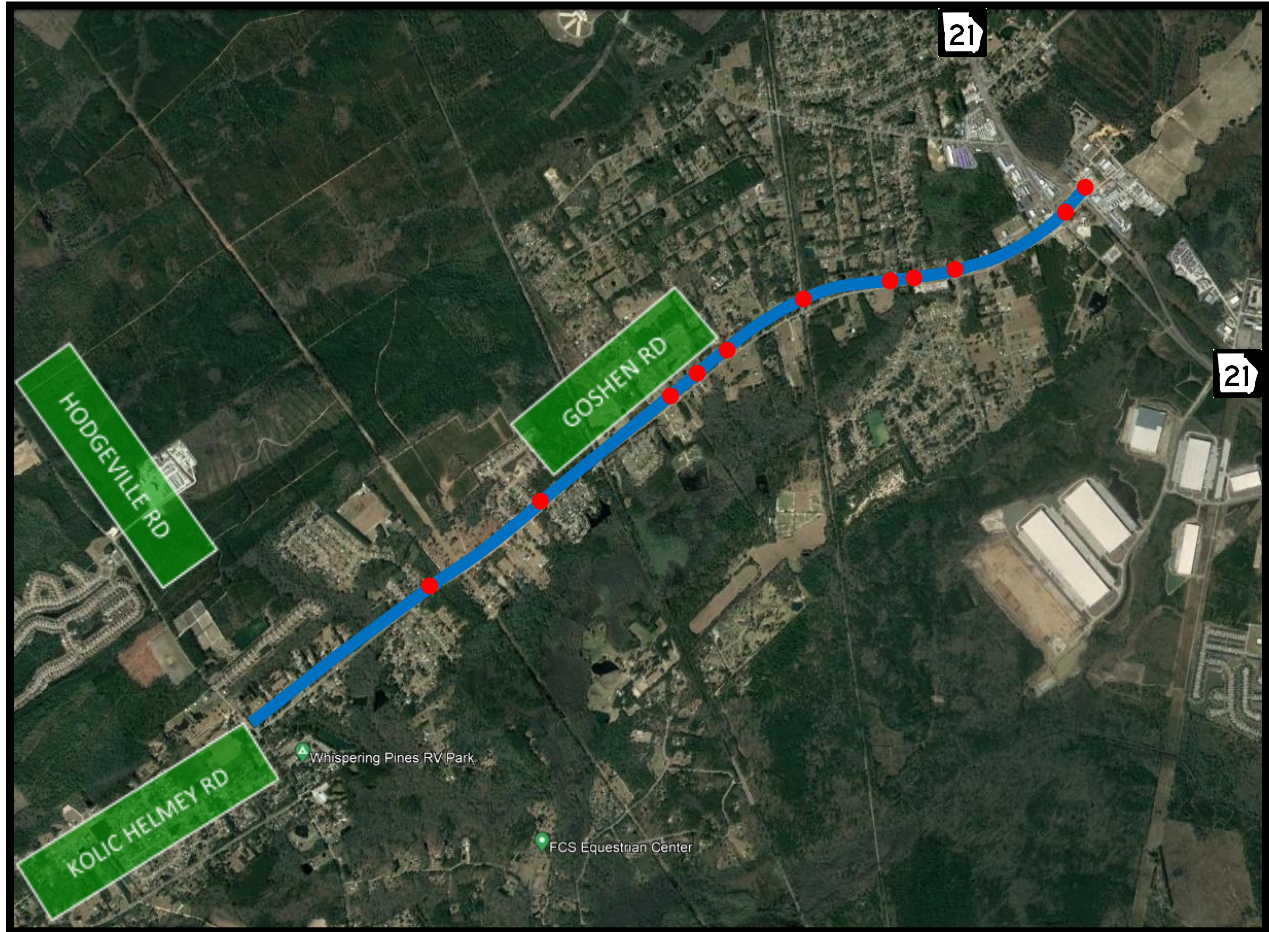 21
GOSHEN RD
21
HODGEVILLE RD
KOLIC HELMEY RD
Whispering Pines RV Park
FCS Equestrian Center